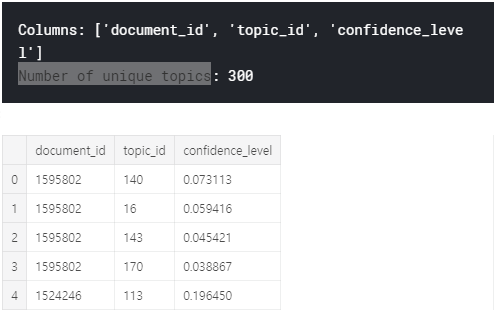 Columns: ['document_id', 'topic_id', 'confidence_leve
l']
Number of unique topics: 300
document_id topic_id confidence_level
0 1595802 140 0.073113
1 1595802 16 0.059416
2 1595802 143 0.045421
3 1595802 170 0.038867
4 1524246 113 0.196450